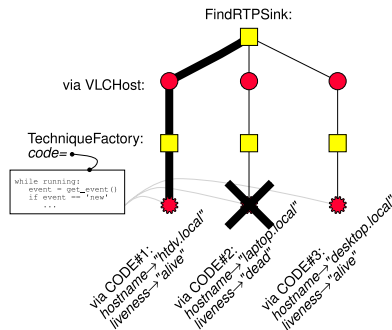 FindRTPSink:
via VLCHost:
TechniqueFactory:
code=
while running:
event = get_event()
if event == 'new'
...
via CODE#1:
hostname→"htdv.local"
liveness→"alive"
via CODE#2:
hostname→"laptop.local"
liveness→"dead"
via CODE#3:
hostname→"desktop.local"
liveness→"alive"